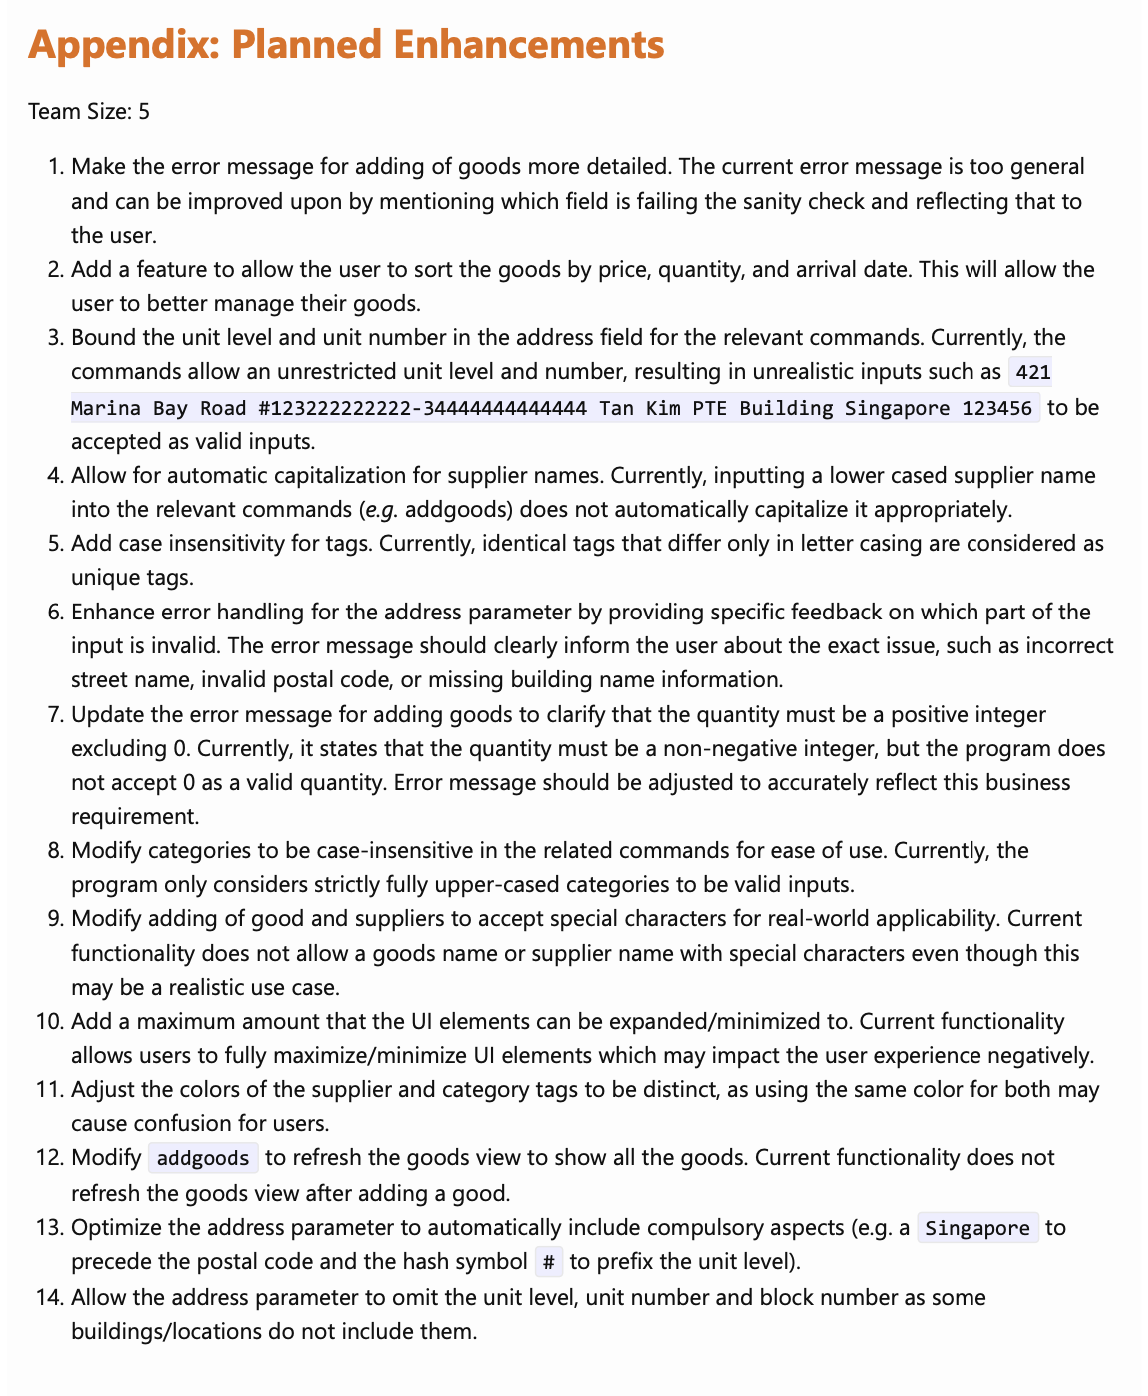 Appendix: Planned Enhancements
Team Size: 5
1. Make the error message for adding of goods more detailed. The current error message is too general
and can be improved upon by mentioning which field is failing the sanity check and reflecting that to
the user.
2. Add a feature to allow the user to sort the goods by price, quantity, and arrival date. This will allow the
user to better manage their goods.
3. Bound the unit level and unit number in the address field for the relevant commands. Currently, the
commands allow an unrestricted unit level and number, resulting in unrealistic inputs such as 421
Marina Bay Road #123222222222-34444444444444 Tan Kim PTE Building Singapore 123456 to be
accepted as valid inputs.
4. Allow for automatic capitalization for supplier names. Currently, inputting a lower cased supplier name
into the relevant commands (e.g. addgoods) does not automatically capitalize it appropriately.
5. Add case insensitivity for tags. Currently, identical tags that differ only in letter casing are considered as
unique tags.
6. Enhance error handling for the address parameter by providing specific feedback on which part of the
input is invalid. The error message should clearly inform the user about the exact issue, such as incorrect
street name, invalid postal code, or missing building name information.
7. Update the error message for adding goods to clarify that the quantity must be a positive integer
excluding 0. Currently, it states that the quantity must be a non-negative integer, but the program does
not accept 0 as a valid quantity. Error message should be adjusted to accurately reflect this business
requirement.
8. Modify categories to be case-insensitive in the related commands for ease of use. Currently, the
program only considers strictly fully upper-cased categories to be valid inputs.
9. Modify adding of good and suppliers to accept special characters for real-world applicability. Current
functionality does not allow a goods name or supplier name with special characters even though this
may be a realistic use case.
10. Add a maximum amount that the UI elements can be expanded/minimized to. Current functionality
allows users to fully maximize/minimize UI elements which may impact the user experience negatively.
11. Adjust the colors of the supplier and category tags to be distinct, as using the same color for both may
cause confusion for users.
12. Modify addgoods to refresh the goods view to show all the goods. Current functionality does not
refresh the goods view after adding a good.
13. Optimize the address parameter to automatically include compulsory aspects (e.g. a Singapore to
precede the postal code and the hash symbol # to prefix the unit level).
14. Allow the address parameter to omit the unit level, unit number and block number as some
buildings/locations do not include them.